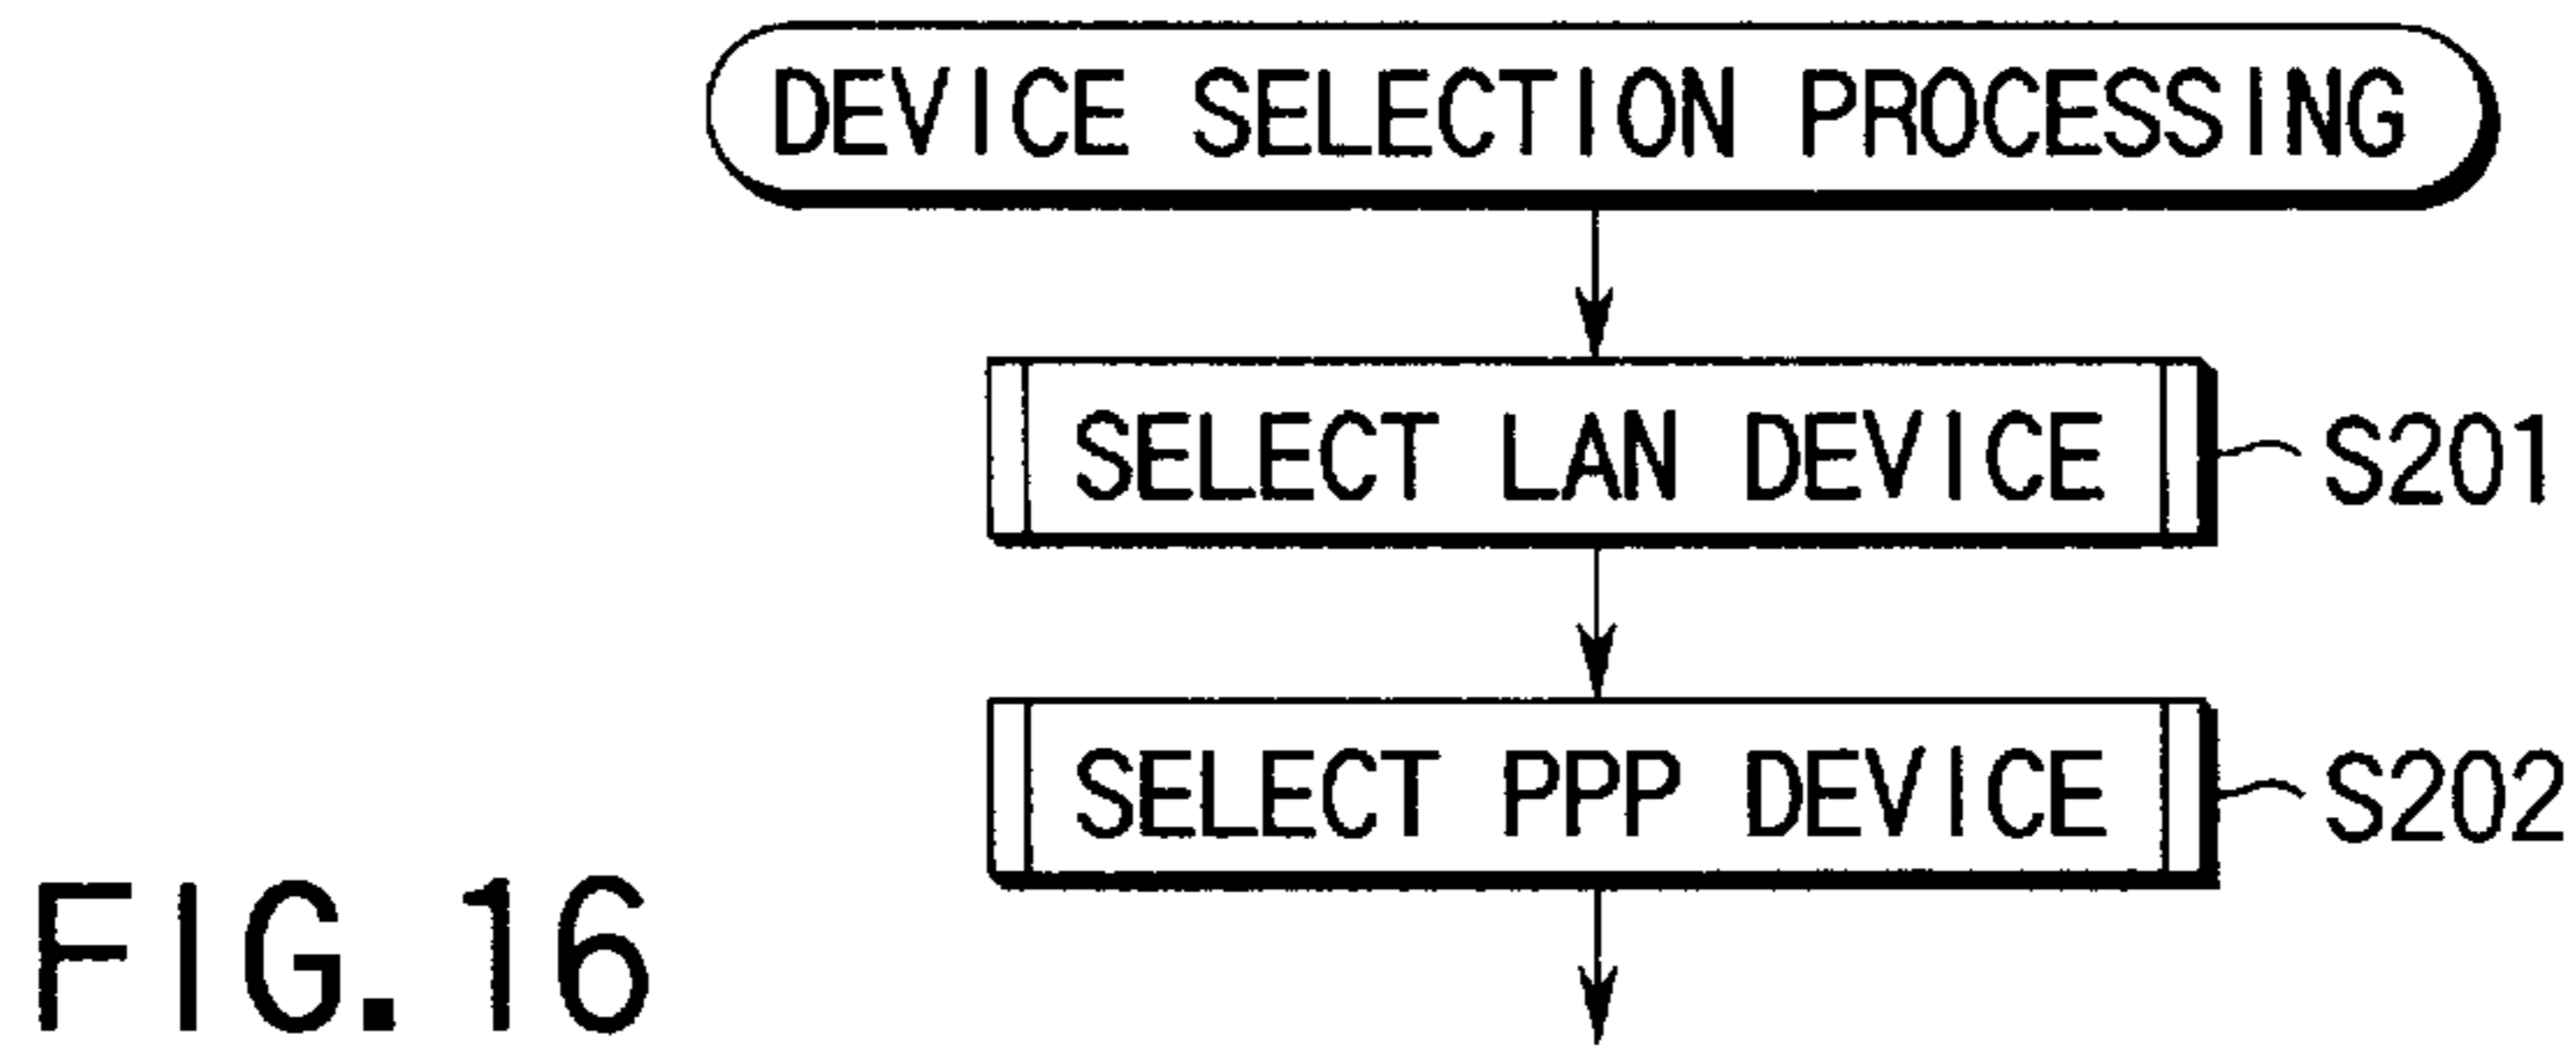 DEVICE SELECTION PROCESSING
SELECT LAN DEVICE
S201
SELECT PPP DEVICE
S202
FIG. 16